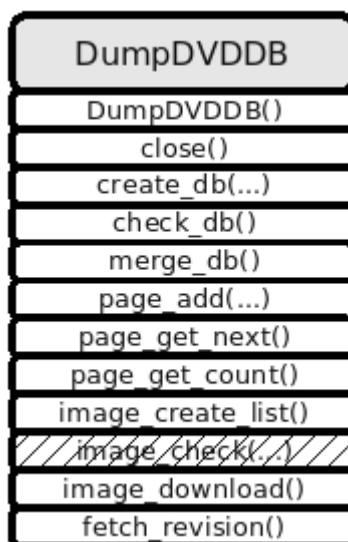 DumpDVDDB
DumpDVDDB()
close()
create_db(...)
check_db()
merge_db()
page_add(...)
page_get_next()
page_get_count()
image_create_list()
image_check(...)
image_download()
fetch_revision()